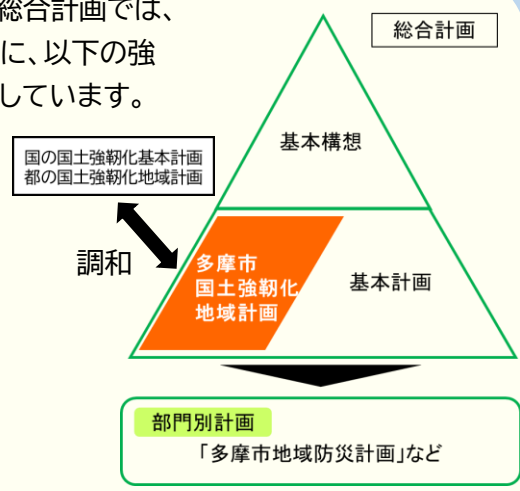 総合計画では、
に、以下の強
しています。
総合計画
基本構想
国の国土強靭化基本計画
都の国土強靭化地域計画
調和
多摩市
国土強靭化
地域計画
基本計画
部門別計画
「多摩市地域防災計画」など